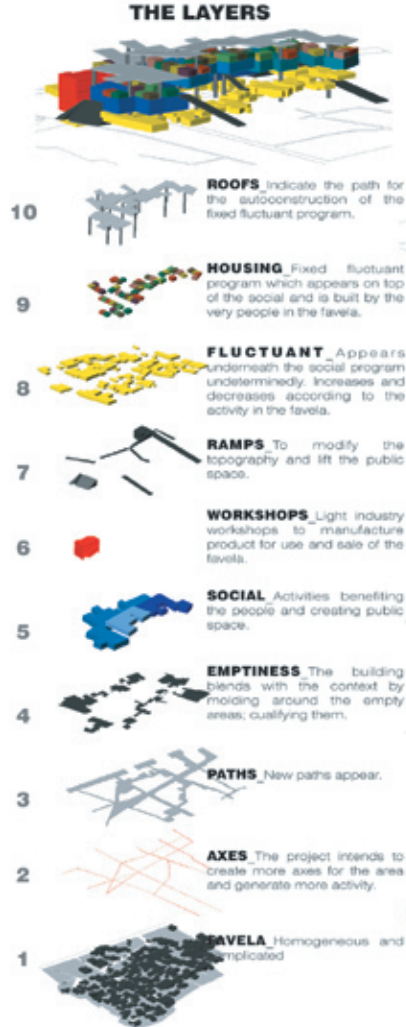 THE LAYERS
10
ROOFS_Indicate the path for
the autoconstruction of the
fixed fluctuant program.
9
HOUSING_Fixed fluctuant
program which appears on top
of the social and is built by the
very people in the favela.
8
FLUCTUANT_Appears
underneath the social program
undeterminedly. Increases and
decreases according to the
activity in the favela.
7
RAMPS_To modify the
topography and lift the public
space.
6
WORKSHOPS_Light industry
workshops to manufacture
product for use and sale of the
favela.
5
SOCIAL_Activities benefiting
the people and creating public
space.
4
EMPTINESS_The building
blends with the context by
molding around the empty
areas; cualifying them.
3
PATHS_New paths appear.
2
AXES_The project intends to
create more axes for the area
and generate more activity.
1
FAVELA_Homogeneous and
complicated